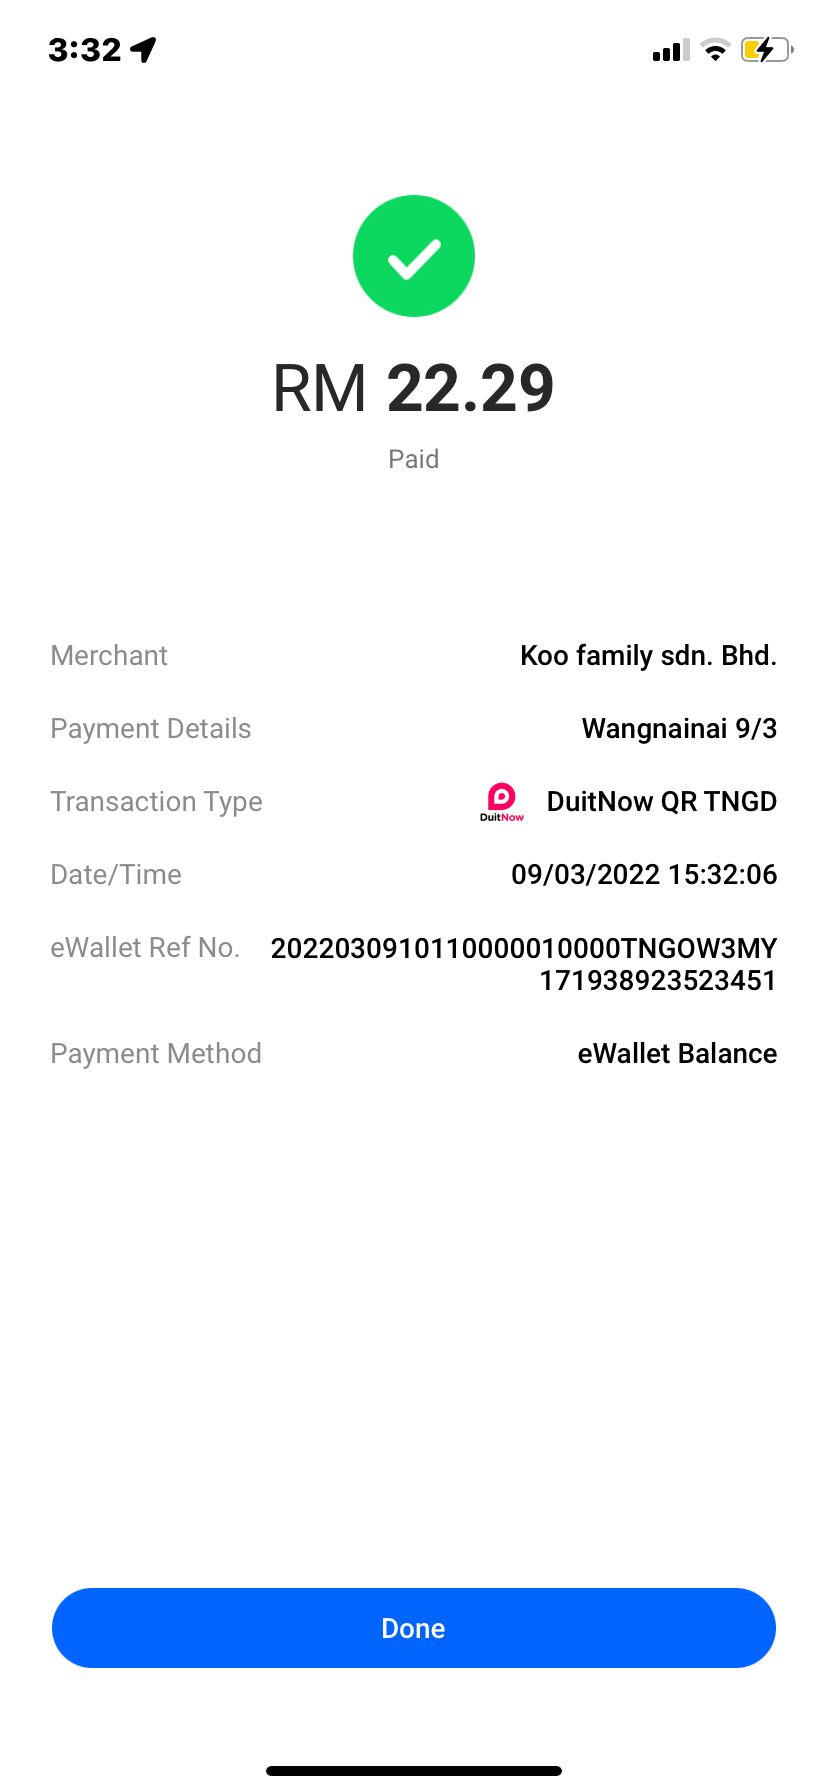 3:32
RM 22.29
Paid
Merchant
Koo family sdn. Bhd.
Payment Details
Wangnainai 9/3
Transaction Type
DuitNow
DuitNow QR TNGD
Date/Time
09/03/2022 15:32:06
eWallet Ref No.
2022030910110000010000TNGOW3MY
171938923523451
Payment Method
eWallet Balance
Done